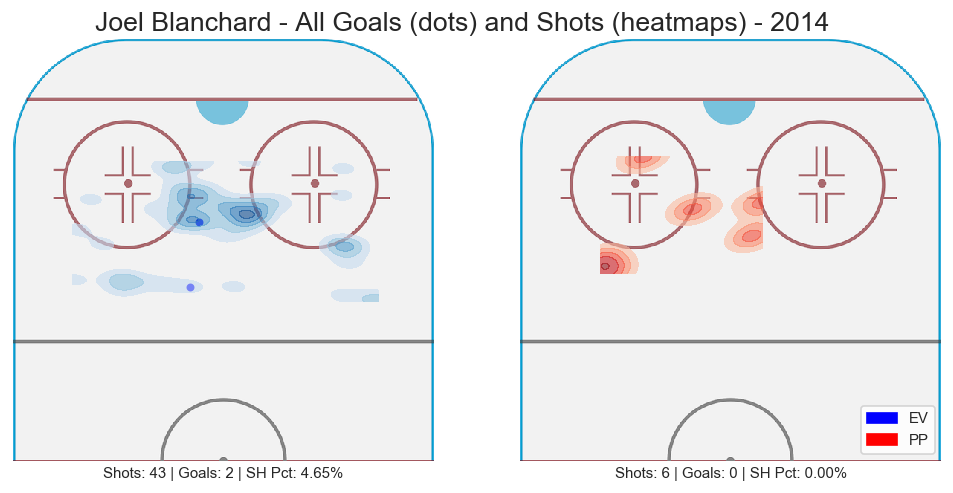 Joel Blanchard - All Goals (dots) and Shots (heatmaps) - 2014
EV
PP
Shots: 43 | Goals: 2 | SH Pct: 4.65%
Shots: 6 | Goals: 0 | SH Pct: 0.00%